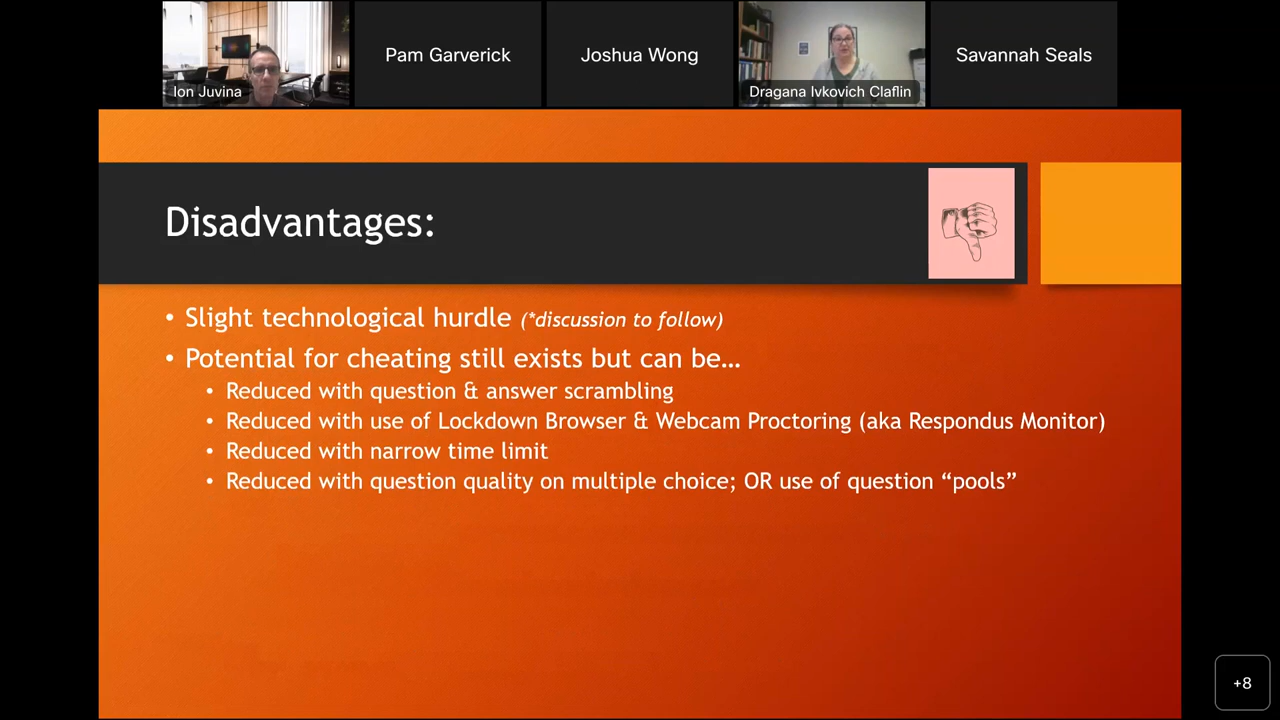 Ion Juvina
Pam Garverick
Joshua Wong
Dragana Ivkovich Claflin
Savannah Seals
Disadvantages:
• Slight technological hurdle (*discussion to follow)
• Potential for cheating still exists but can be…
• Reduced with question & answer scrambling
• Reduced with use of Lockdown Browser & Webcam Proctoring (aka Respondus Monitor)
• Reduced with narrow time limit
• Reduced with question quality on multiple choice; OR use of question “pools”
+8